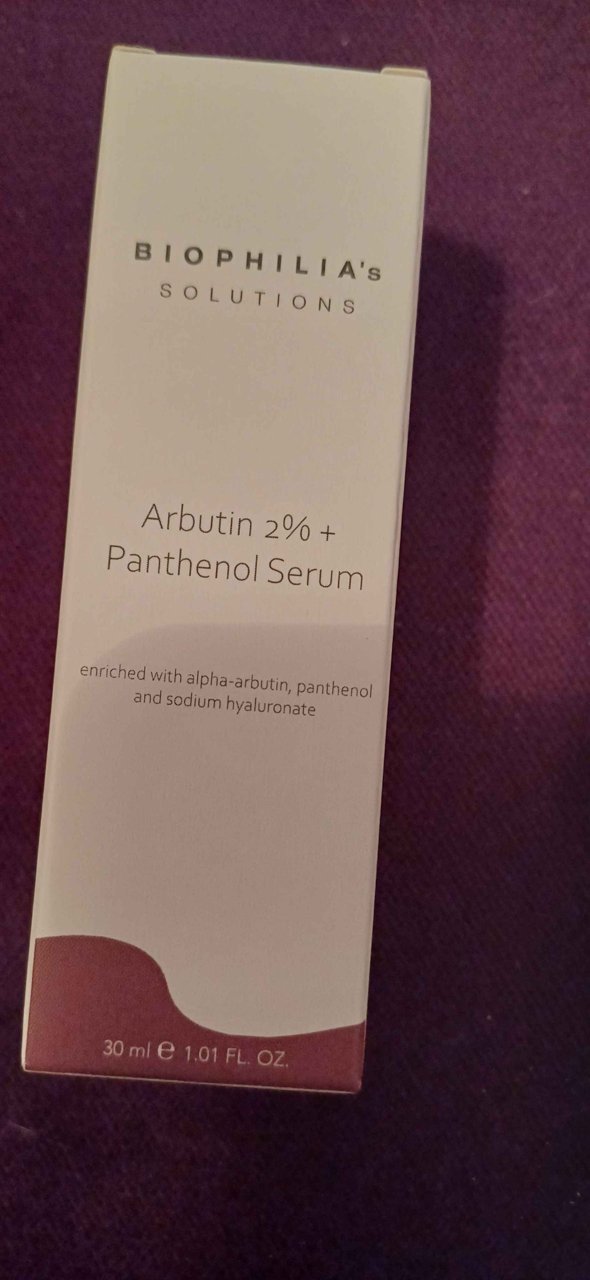 BIOPHILIA's
SOLUTIONS
Arbutin 2% +
Panthenol Serum
enriched with alpha-arbutin, panthenol
and sodium hyaluronate
30 ml ℮ 1.01 FL. OZ.